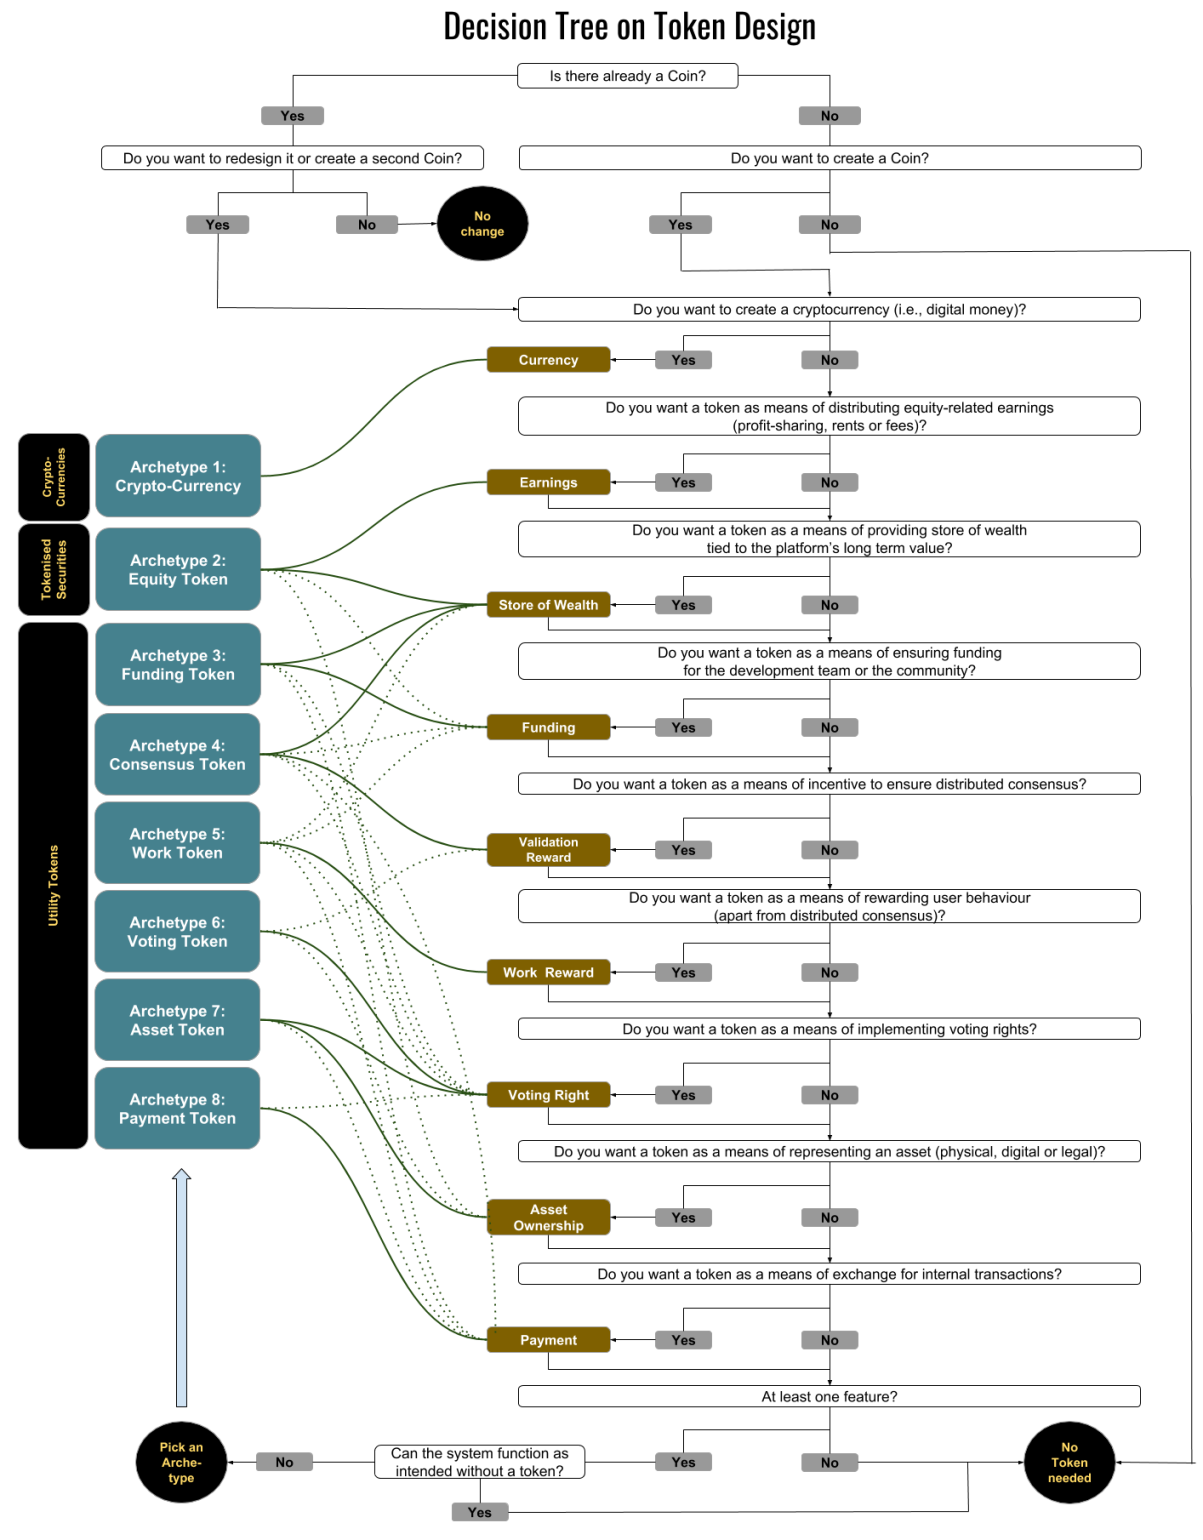 Decision Tree on Token Design
Is there already a Coin?
Yes
No
Do you want to redesign it or create a second Coin?
Do you want to create a Coin?
Yes
No
No
change
Yes
No
Do you want to create a cryptocurrency (i.e., digital money)?
Currency
Yes
No
Do you want a token as means of distributing equity-related earnings
(profit-sharing, rents or fees)?
Crypto-
Currencies
Archetype 1:
Crypto-Currency
Earnings
Yes
No
Do you want a token as a means of providing store of wealth
tied to the platform's long term value?
Tokenised
Securities
Archetype 2:
Equity Token
Store of Wealth
Yes
No
Do you want a token as a means of ensuring funding
for the development team or the community?
Archetype 3:
Funding Token
Funding
Yes
No
Archetype 4:
Consensus Token
Do you want a token as a means of incentive to ensure distributed consensus?
Utility Tokens
Archetype 5:
Work Token
Validation
Reward
Yes
No
Do you want a token as a means of rewarding user behaviour
(apart from distributed consensus)?
Archetype 6:
Voting Token
Work Reward
Yes
No
Archetype 7:
Asset Token
Do you want a token as a means of implementing voting rights?
Archetype 8:
Payment Token
Voting Right
Yes
No
Do you want a token as a means of representing an asset (physical, digital or legal)?
Asset
Ownership
Yes
No
Do you want a token as a means of exchange for internal transactions?
Payment
Yes
No
At least one feature?
Pick an
Arche-
type
No
Can the system function as
intended without a token?
Yes
No
No
Token
needed
Yes